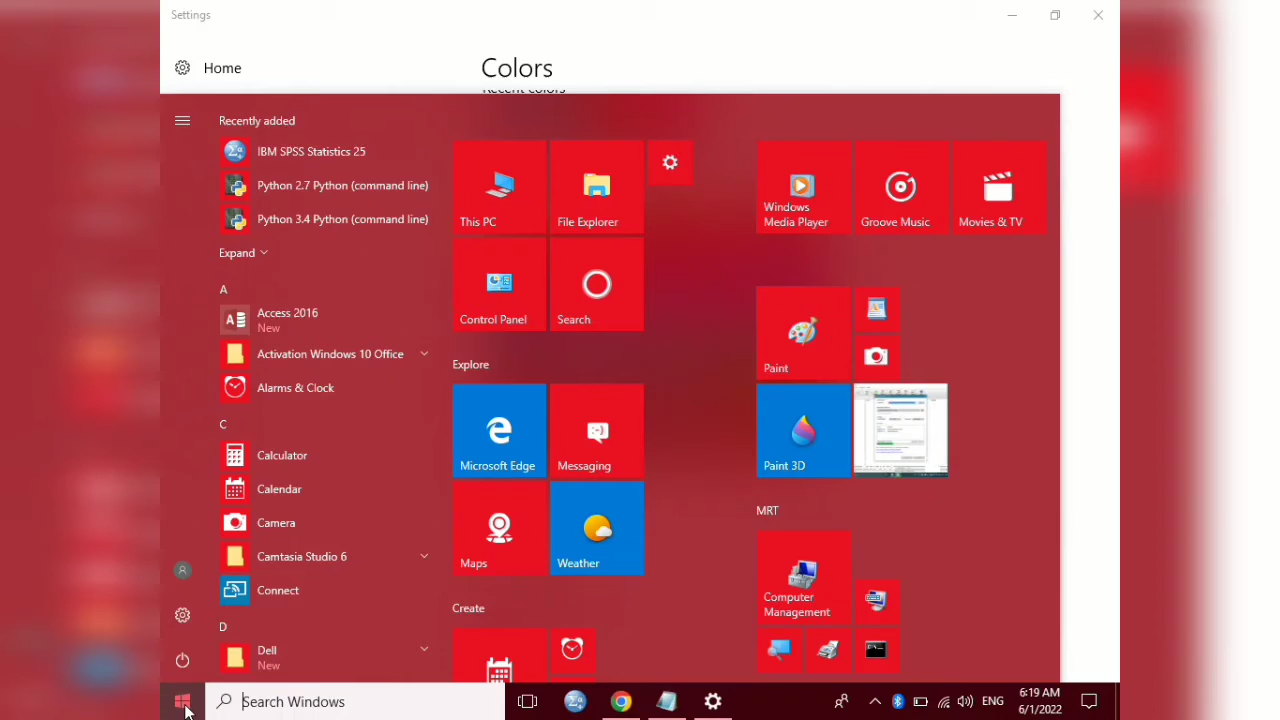 Settings
Home
Colors
Recent colors
Recently added
IBM SPSS Statistics 25
Python 2.7 Python (command line)
Python 3.4 Python (command line)
Expand
A
Access 2016
New
Activation Windows 10 Office
Alarms & Clock
C
Calculator
Calendar
Camera
Camtasia Studio 6
Connect
D
Dell
New
This PC
File Explorer
Control Panel
Search
Explore
Microsoft Edge
Messaging
Maps
Weather
Create
Windows
Media Player
Groove Music
Movies & TV
Paint
Paint 3D
MRT
Computer
Management
Search Windows
ENG
6:19 AM
6/1/2022